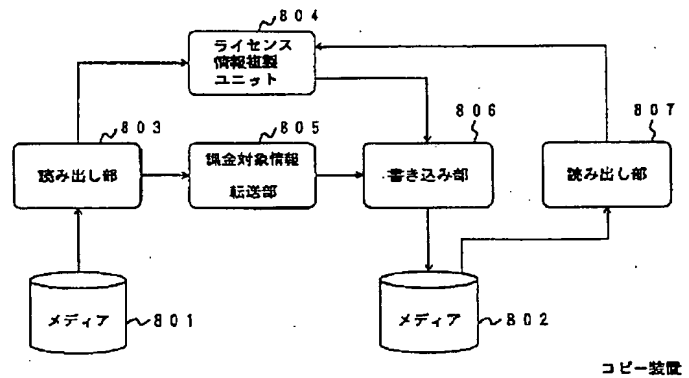 804
ライセンス
情報複製
ユニット
803
805
806
807
読み出し部
課金対象情報
転送部
書き込み部
読み出し部
メディア
801
メディア
802
コピー装置